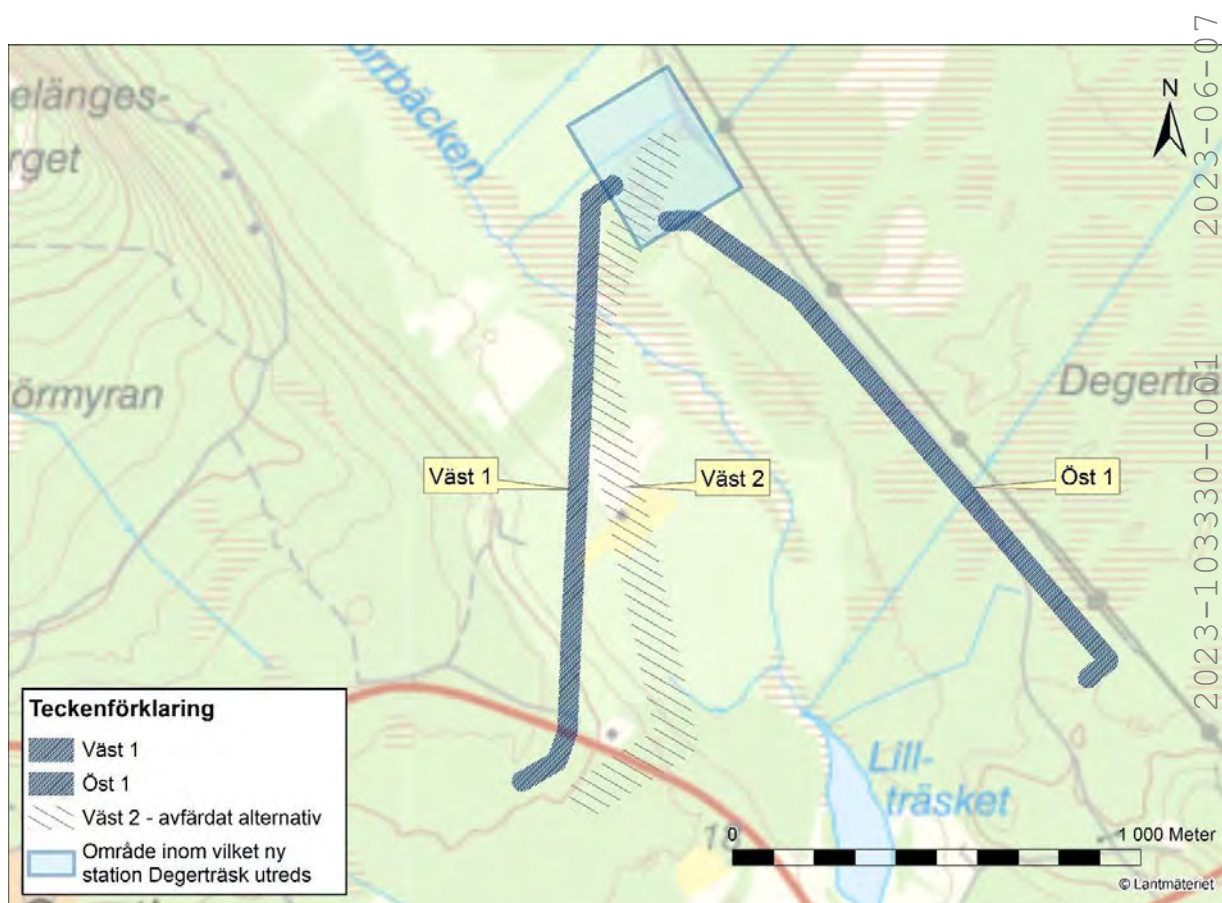 2023-06-07
2023-103330-0001
elänges-
rget
orrbäcken
N
örmyran
Degerträ
Väst 1
Väst 2
Öst 1
Lill-
träsket
Teckenförklaring
Väst 1
Öst 1
Väst 2 - avfärdat alternativ
Område inom vilket ny
station Degerträsk utreds
0
1 000 Meter
© Lantmäteriet